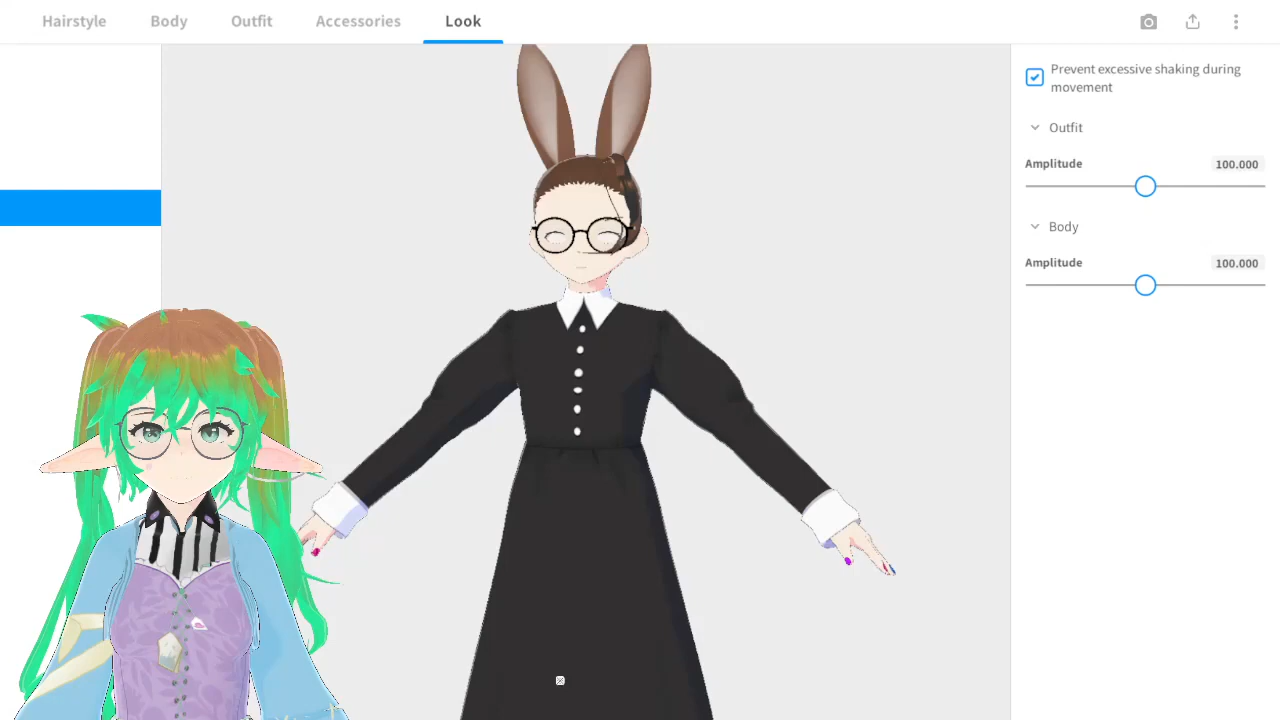 Hairstyle Body Outfit Accessories Look
Prevent excessive shaking during
movement
Outfit
Amplitude 100.000
Body
Amplitude 100.000